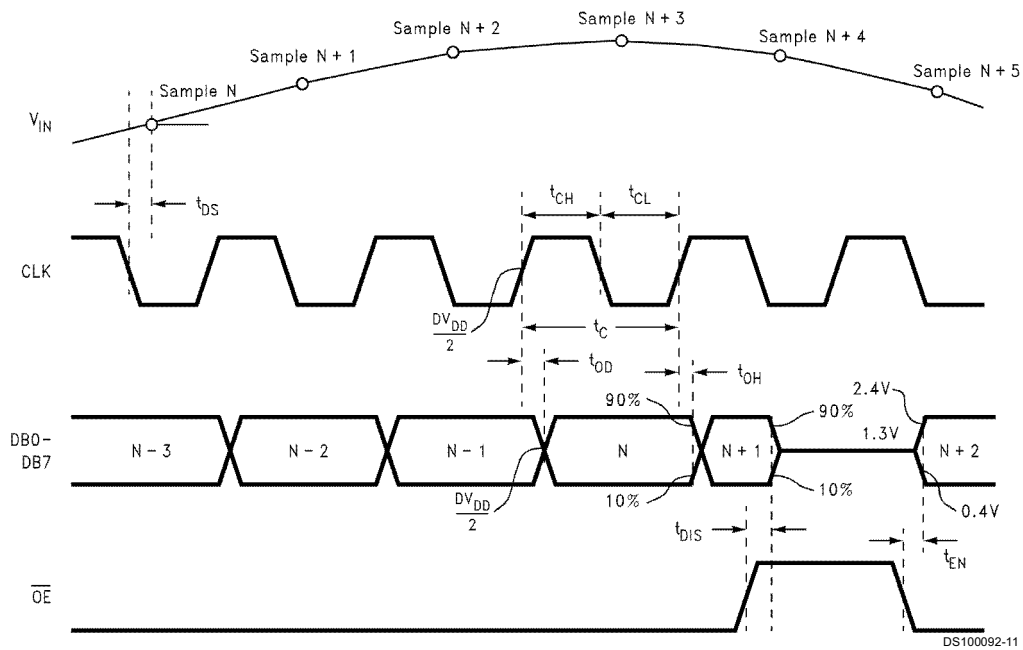 Sample N
Sample N + 1
Sample N + 2
Sample N + 3
Sample N + 4
Sample N + 5
VIN
tDS
tCH
tCL
CLK
DVDD
2
tC
tOD
tOH
90%
90%
2.4V
1.3V
DB0-
DB7
N - 3
N - 2
N - 1
N
N + 1
N + 2
DVDD
2
10%
10%
0.4V
tDIS
tEN
OE
DS100092-11